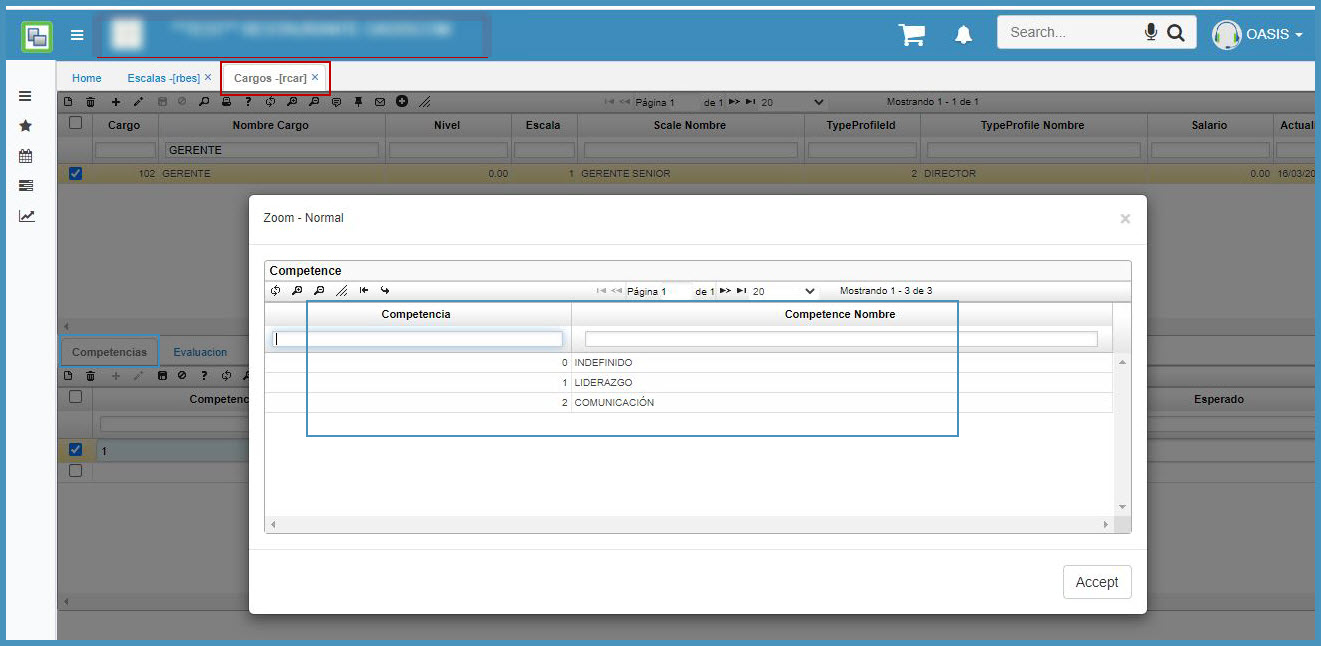 Search...
OASIS
Home Escalas -[rbes] × Cargos -[rcar] ×
Página 1 de 1 20 Mostrando 1 - 1 de 1
Cargo Nombre Cargo Nivel Escala Scale Nombre TypeProfileId TypeProfile Nombre Salario Actuali
GERENTE
102 GERENTE 0.00 1 GERENTE SENIOR 2 DIRECTOR 0.00 16/03/20
Zoom - Normal ×
Competence
Página 1 de 1 20 Mostrando 1 - 3 de 3
Competencia Competence Nombre
0 INDEFINIDO
1 LIDERAZGO
2 COMUNICACIÓN
Accept
Competencias Evaluacion
Competenc Esperado
1